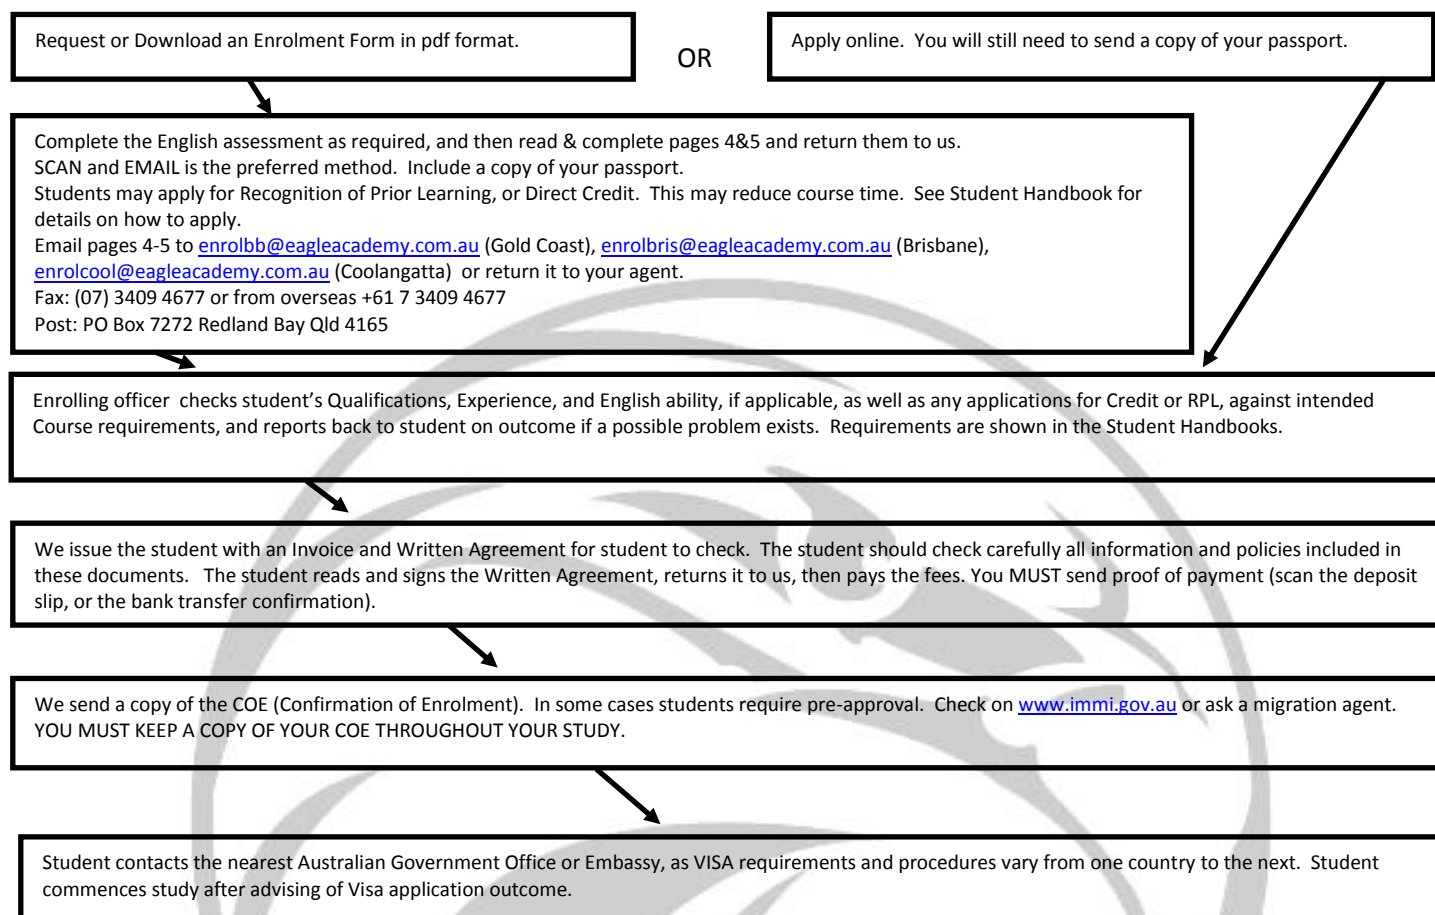 Request or Download an Enrolment Form in pdf format.
OR
Apply online.  You will still need to send a copy of your passport.
Complete the English assessment as required, and then read & complete pages 4&5 and return them to us.
SCAN and EMAIL is the preferred method.  Include a copy of your passport.
Students may apply for Recognition of Prior Learning, or Direct Credit.  This may reduce course time.  See Student Handbook for
details on how to apply.
Email pages 4-5 to enrolbb@eagleacademy.com.au (Gold Coast), enrolbris@eagleacademy.com.au (Brisbane),
enrolcool@eagleacademy.com.au (Coolangatta)  or return it to your agent.
Fax: (07) 3409 4677 or from overseas +61 7 3409 4677
Post: PO Box 7272 Redland Bay Qld 4165
Enrolling officer  checks student’s Qualifications, Experience, and English ability, if applicable, as well as any applications for Credit or RPL, against intended
Course requirements, and reports back to student on outcome if a possible problem exists.  Requirements are shown in the Student Handbooks.
We issue the student with an Invoice and Written Agreement for student to check.  The student should check carefully all information and policies included in
these documents.   The student reads and signs the Written Agreement, returns it to us, then pays the fees. You MUST send proof of payment (scan the deposit
slip, or the bank transfer confirmation).
We send a copy of the COE (Confirmation of Enrolment).  In some cases students require pre-approval.  Check on www.immi.gov.au or ask a migration agent.
YOU MUST KEEP A COPY OF YOUR COE THROUGHOUT YOUR STUDY.
Student contacts the nearest Australian Government Office or Embassy, as VISA requirements and procedures vary from one country to the next.  Student
commences study after advising of Visa application outcome.